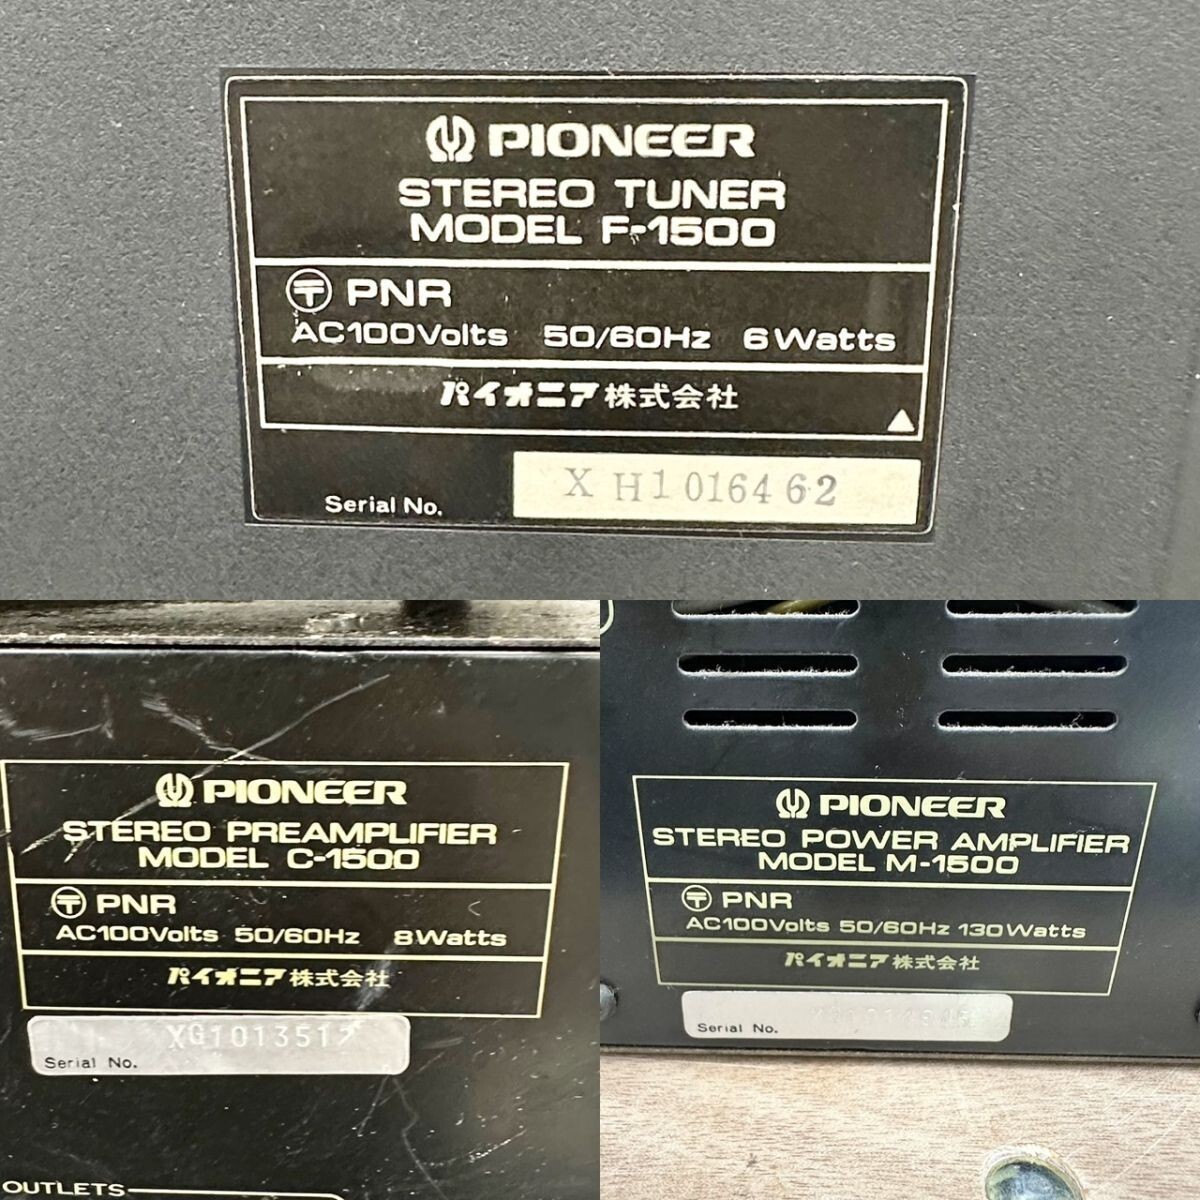 PIONEER
STEREO TUNER
MODEL F-1500
〒 PNR
AC100Volts 50/60Hz 6Watts
パイオニア株式会社
XH1016462
Serial No.
PIONEER
STEREO PREAMPLIFIER
MODEL C-1500
〒 PNR
AC100Volts 50/60Hz 8Watts
パイオニア株式会社
XG1013512
Serial No.
OUTLETS
PIONEER
STEREO POWER AMPLIFIER
MODEL M-1500
〒 PNR
AC100Volts 50/60Hz 130Watts
パイオニア株式会社
Serial No.